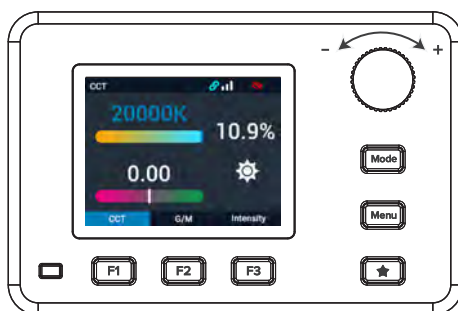 - +
CCT
20000K
10.9%
0.00
CCT G/M Intensity
Mode
Menu
F1 F2 F3